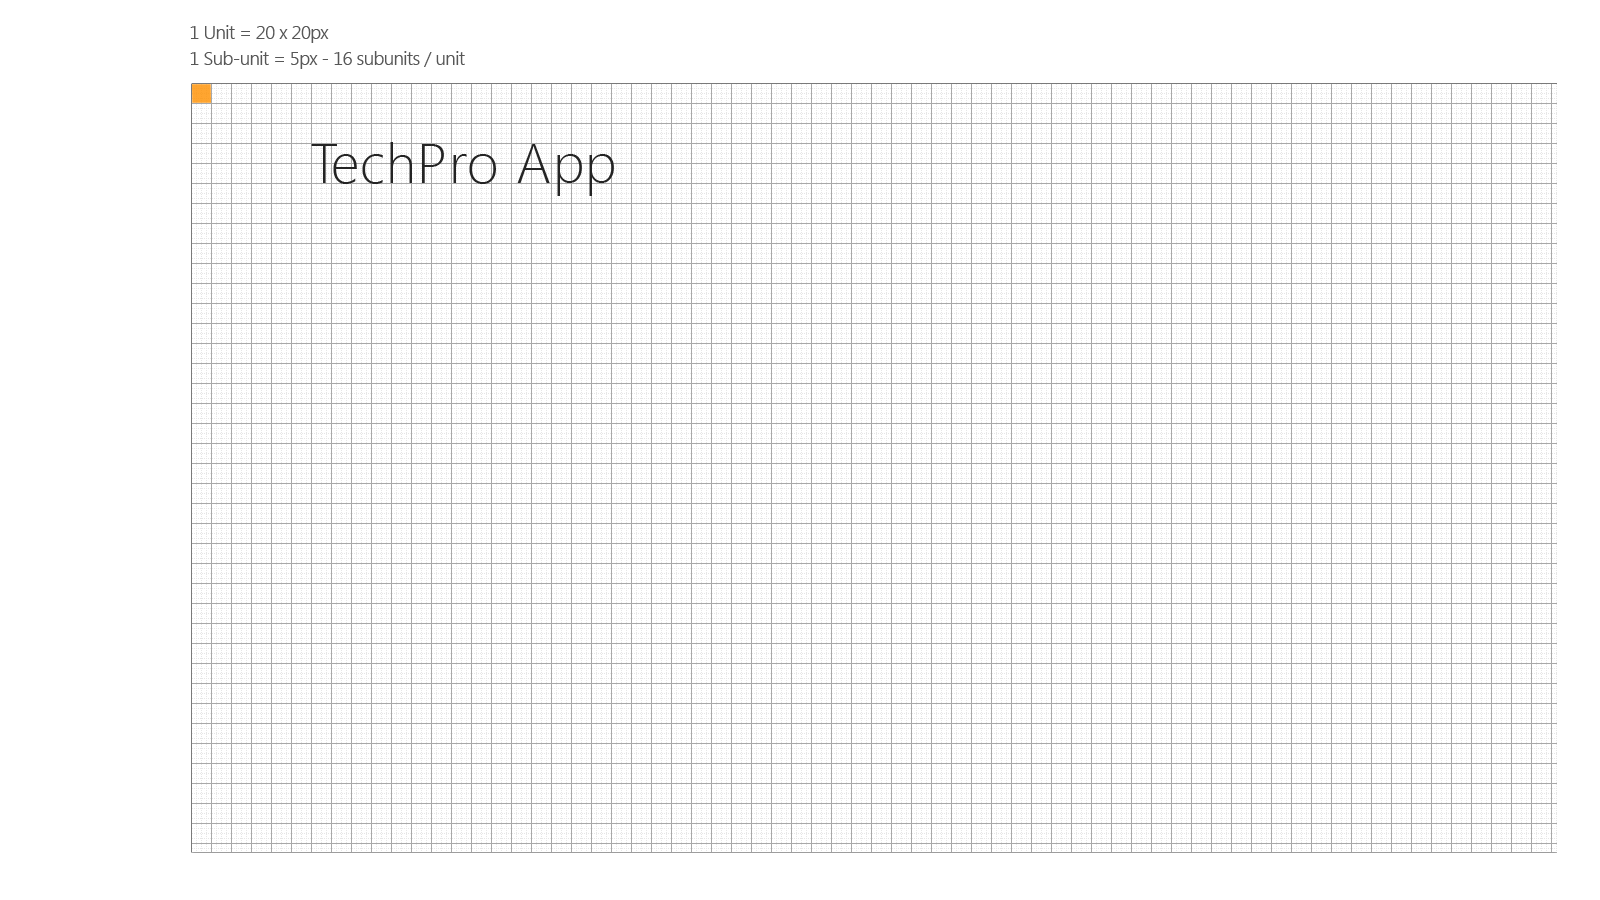 1 Unit = 20 x 20px
1 Sub-unit = 5px - 16 subunits / unit
TechPro App